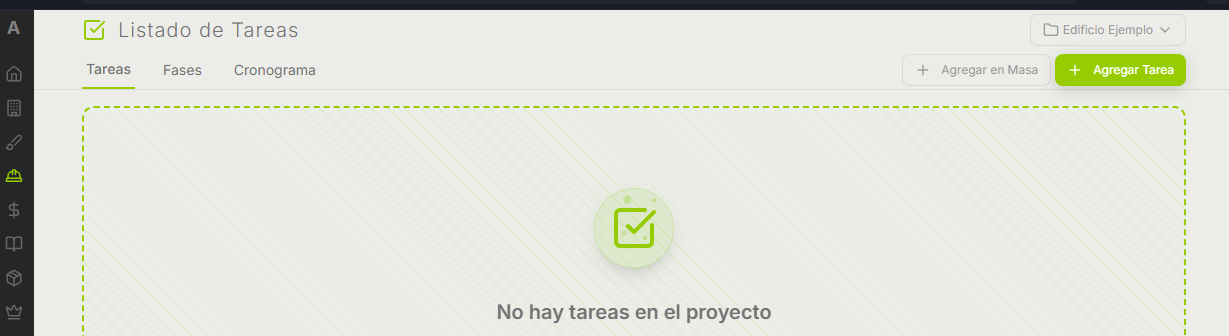 A
Listado de Tareas
Edificio Ejemplo
Tareas Fases Cronograma
Agregar en Masa
Agregar Tarea
No hay tareas en el proyecto